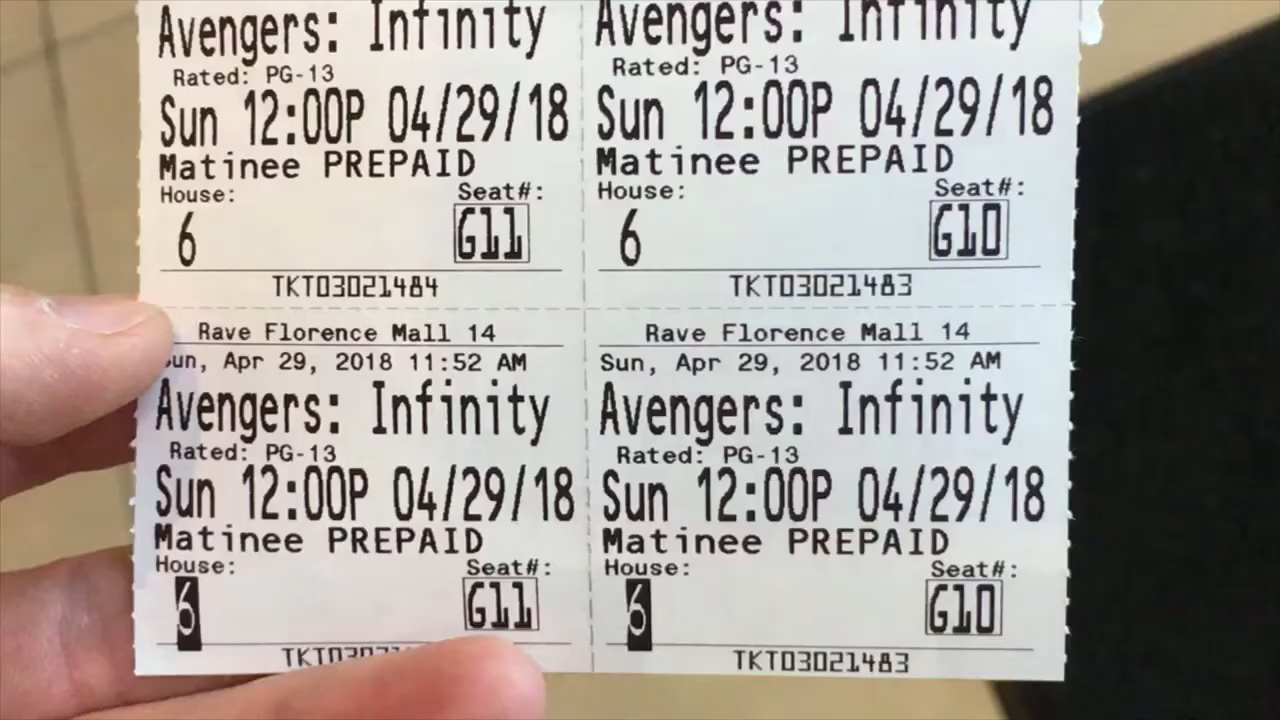 Avengers: Infinity
Rated: PG-13
Sun 12:00P 04/29/18
Matinee PREPAID
House: Seat#:
6 G11
TKT03021484
Avengers: Infinity
Rated: PG-13
Sun 12:00P 04/29/18
Matinee PREPAID
House: Seat#:
6 G10
TKT03021483
Rave Florence Mall 14
Sun, Apr 29, 2018 11:52 AM
Avengers: Infinity
Rated: PG-13
Sun 12:00P 04/29/18
Matinee PREPAID
House: Seat#:
6 G11
Rave Florence Mall 14
Sun, Apr 29, 2018 11:52 AM
Avengers: Infinity
Rated: PG-13
Sun 12:00P 04/29/18
Matinee PREPAID
House: Seat#:
6 G10
TKT03021483